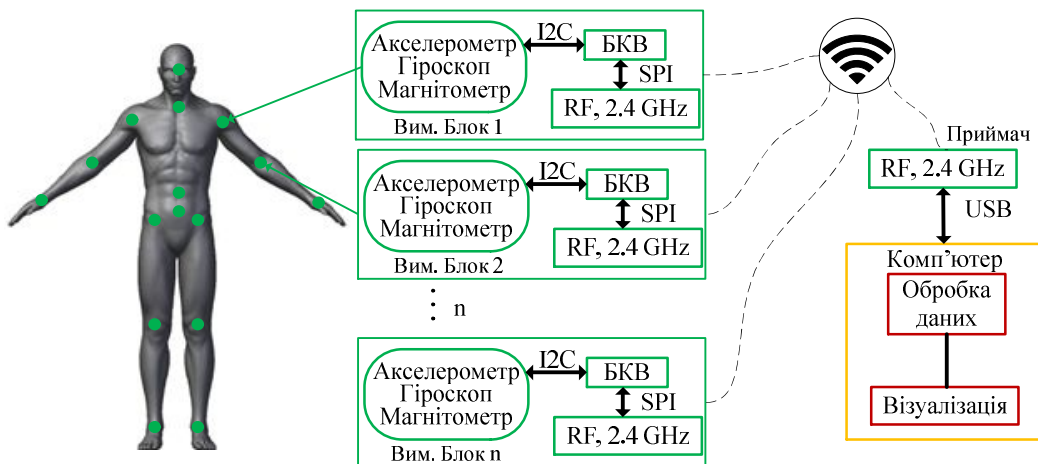 Акселерометр
Гіроскоп
Магнітометр
I2C
БКВ
SPI
RF, 2.4 GHz
Вим. Блок 1
Акселерометр
Гіроскоп
Магнітометр
I2C
БКВ
SPI
RF, 2.4 GHz
Вим. Блок 2
n
Акселерометр
Гіроскоп
Магнітометр
I2C
БКВ
SPI
RF, 2.4 GHz
Вим. Блок n
Приймач
RF, 2.4 GHz
USB
Комп’ютер
Обробка
даних
Візуалізація